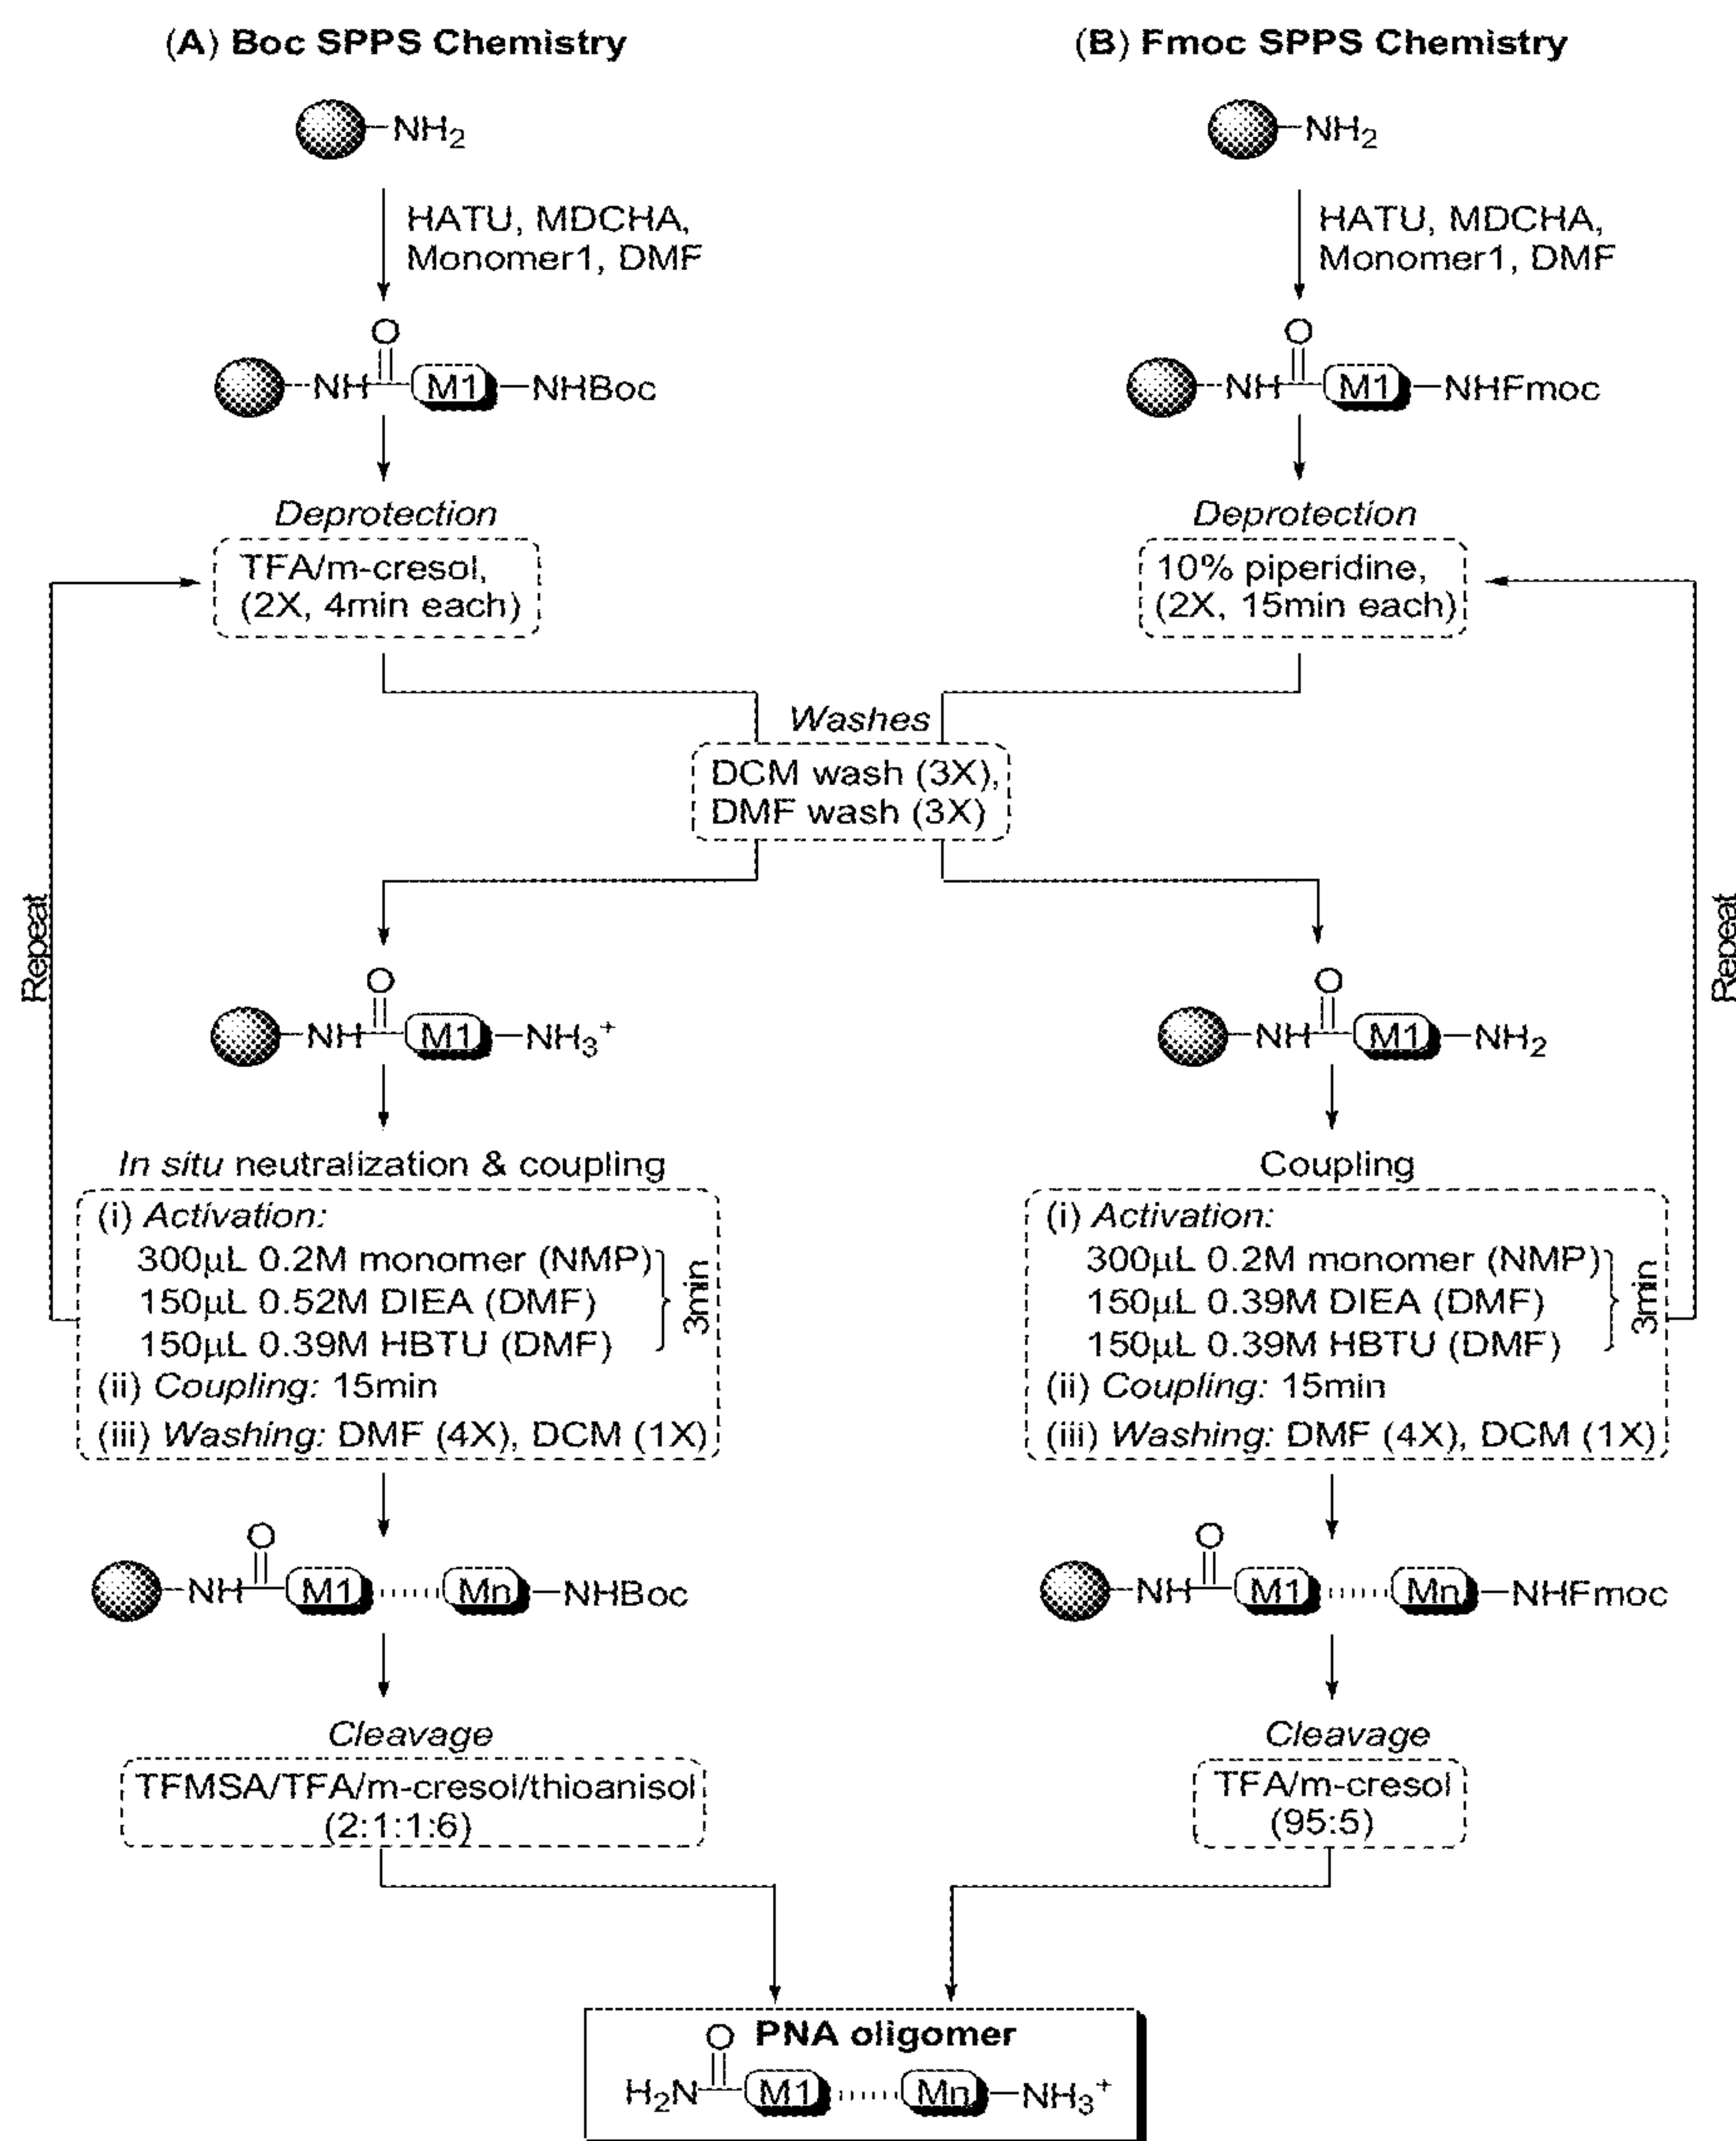 (A) Boc SPPS Chemistry
NH2
HATU, MDCHA,
Monomer1, DMF
O
NH M1 NHBoc
Deprotection
TFA/m-cresol,
(2X, 4min each)
(B) Fmoc SPPS Chemistry
NH2
HATU, MDCHA,
Monomer1, DMF
O
NH M1 NHFmoc
Deprotection
10% piperidine,
(2X, 15min each)
Washes
DCM wash (3X),
DMF wash (3X)
Repeat
O
NH M1 NH3+
In situ neutralization & coupling
(i) Activation:
300µL 0.2M monomer (NMP)
150µL 0.52M DIEA (DMF)
150µL 0.39M HBTU (DMF)
3min
(ii) Coupling: 15min
(iii) Washing: DMF (4X), DCM (1X)
O
NH M1 Mn NHBoc
Cleavage
TFMSA/TFA/m-cresol/thioanisol
(2:1:1:6)
Repeat
O
NH M1 NH2
Coupling
(i) Activation:
300µL 0.2M monomer (NMP)
150µL 0.39M DIEA (DMF)
150µL 0.39M HBTU (DMF)
3min
(ii) Coupling: 15min
(iii) Washing: DMF (4X), DCM (1X)
O
NH M1 Mn NHFmoc
Cleavage
TFA/m-cresol
(95:5)
PNA oligomer
O
H2N M1 Mn NH3+